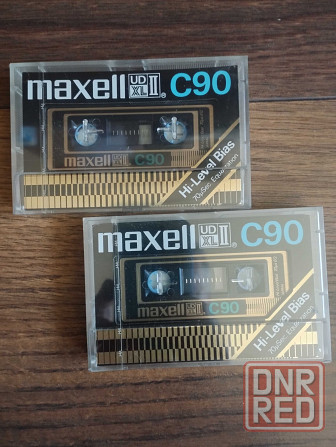 maxell UD XL II C90
maxell UD XL II C90
Hi-Level Bias
70μsec Equalization
maxell UD XL II C90
maxell UD XL II C90
Hi-Level Bias
70μsec Equalization
DNR
RED